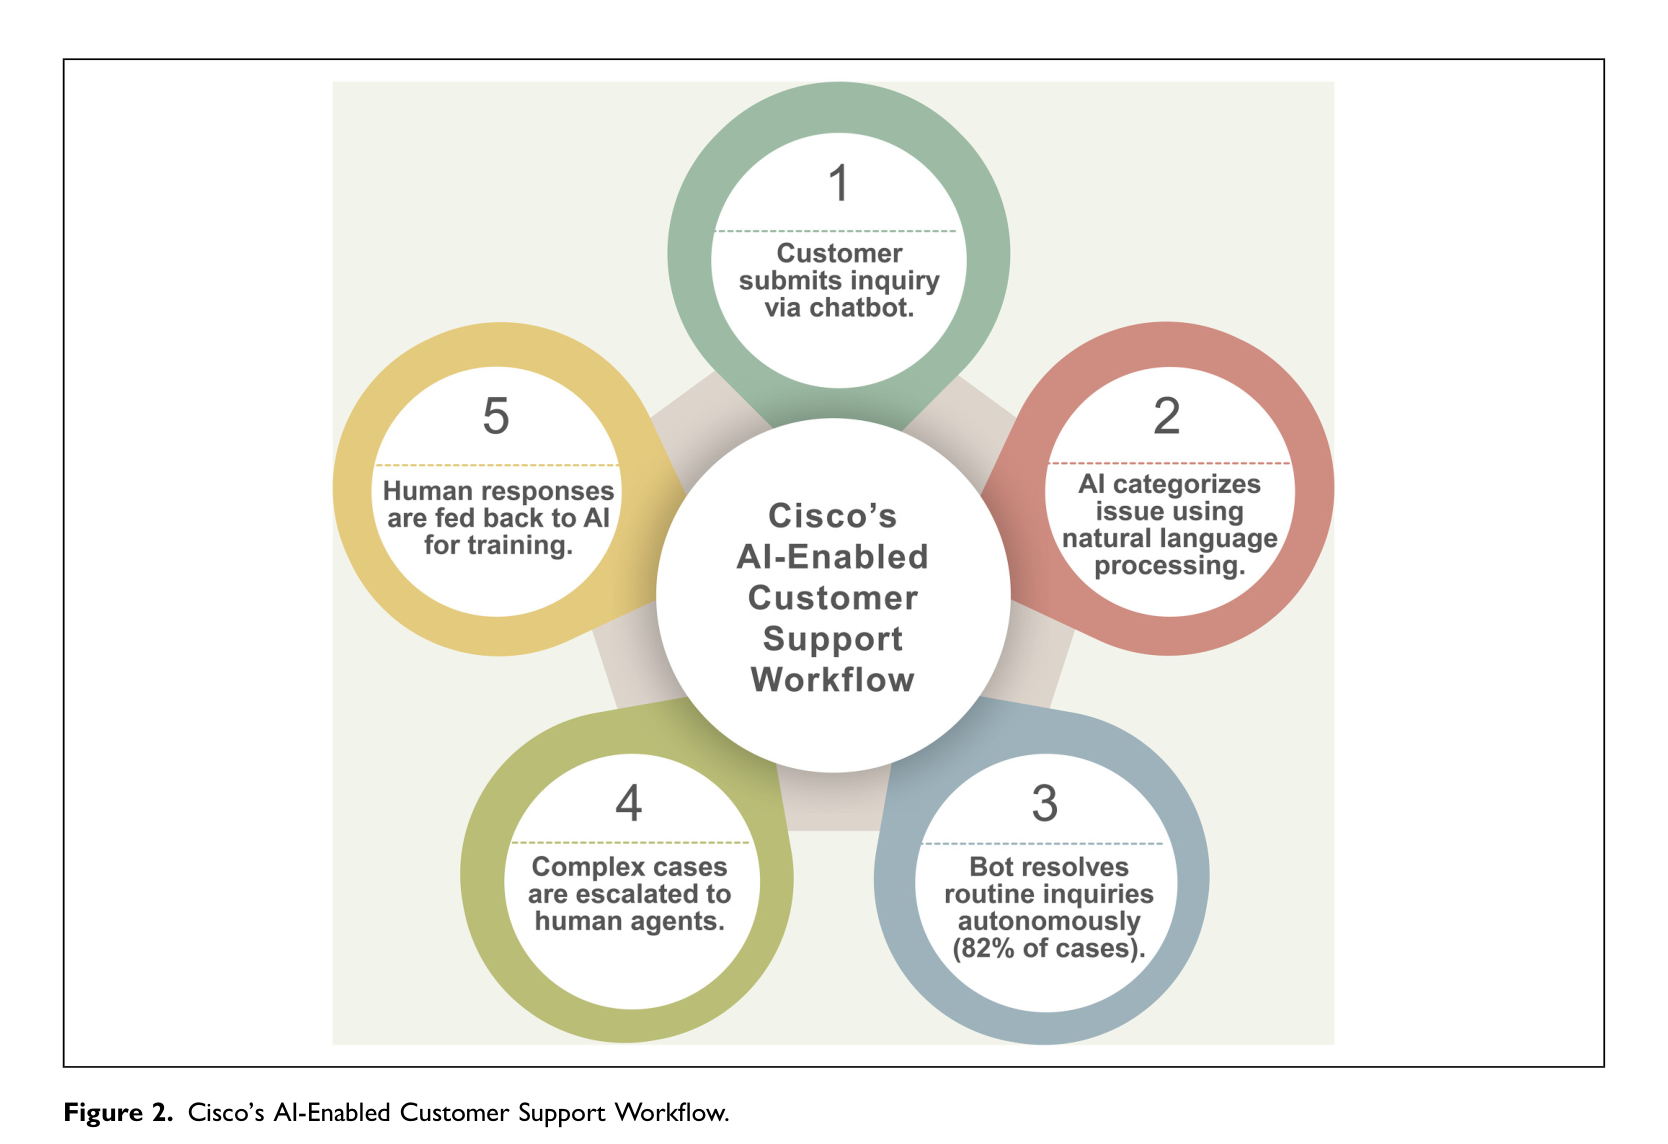 1
Customer
submits inquiry
via chatbot.
2
AI categorizes
issue using
natural language
processing.
3
Bot resolves
routine inquiries
autonomously
(82% of cases).
4
Complex cases
are escalated to
human agents.
5
Human responses
are fed back to AI
for training.
Cisco’s
AI-Enabled
Customer
Support
Workflow
Figure 2. Cisco’s AI-Enabled Customer Support Workflow.